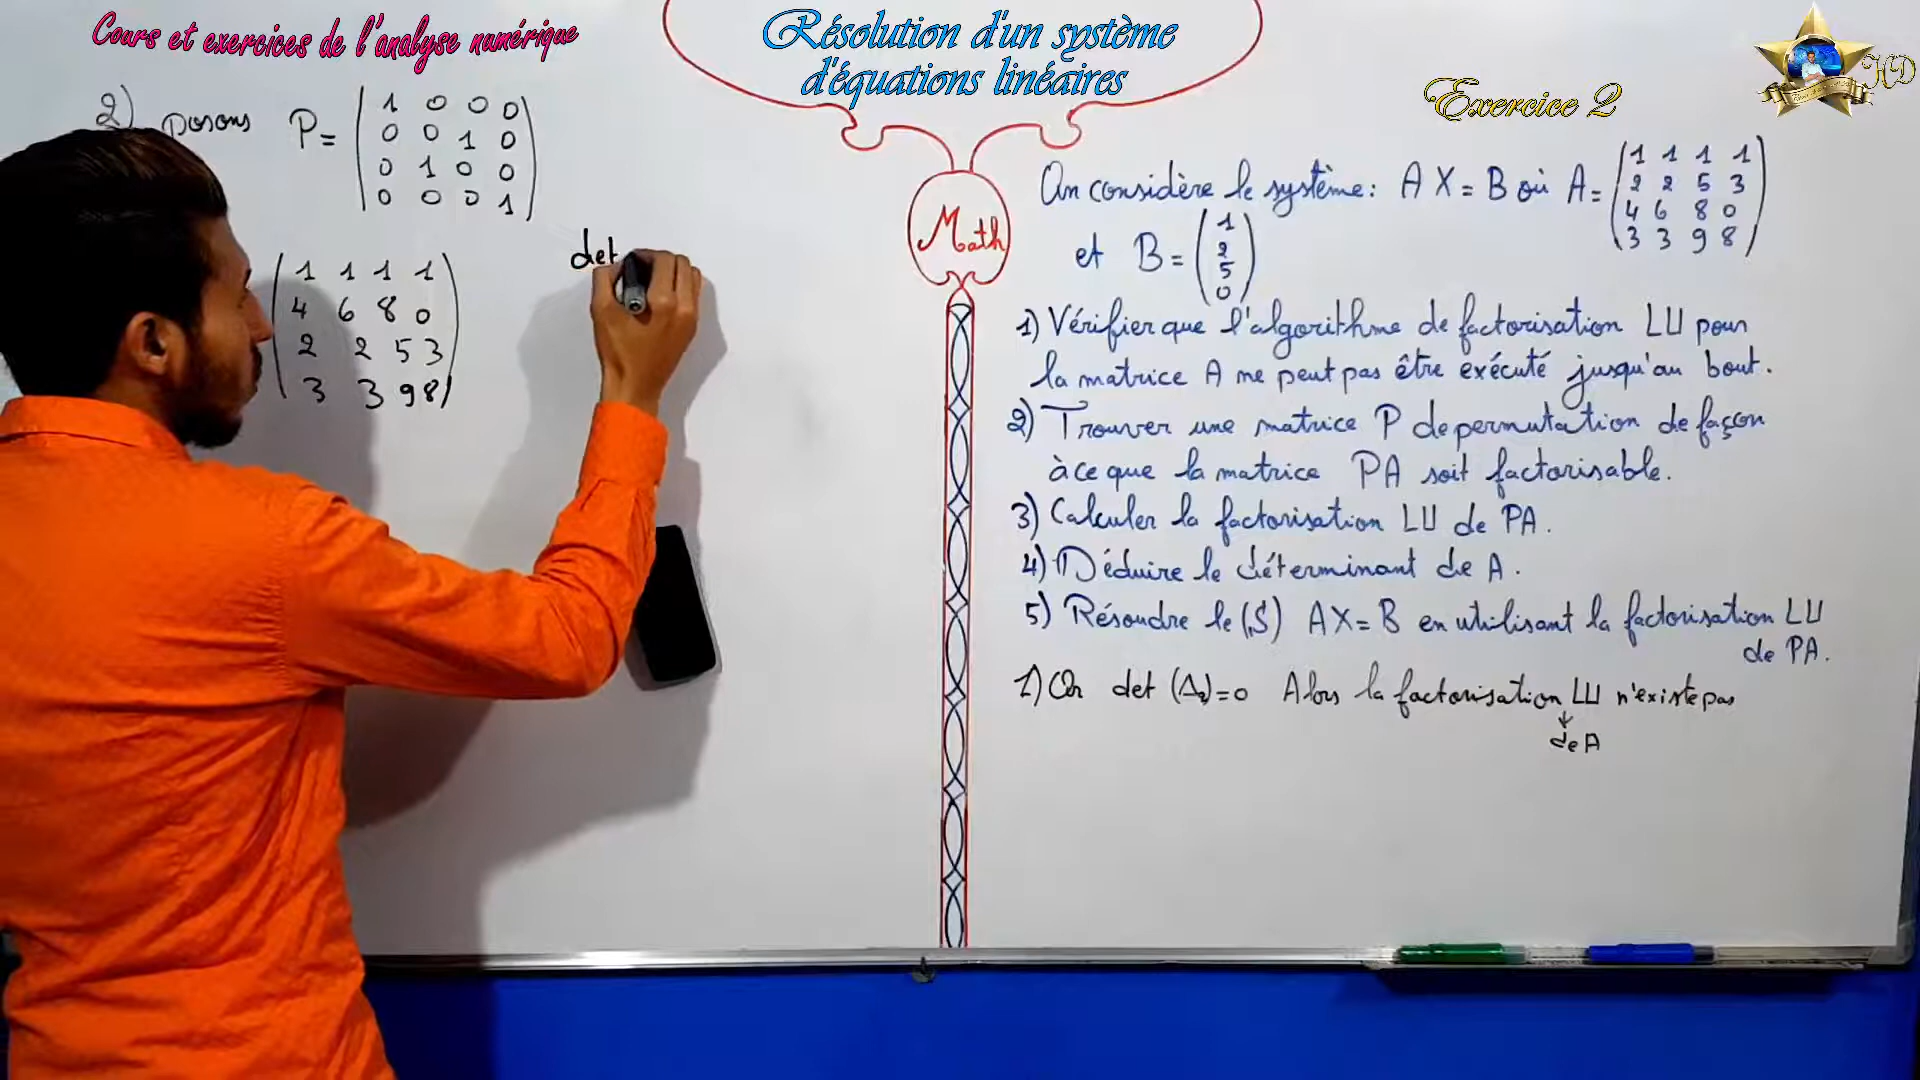 Cours et exercices de l'analyse numérique
Résolution d'un système
d'équations linéaires
Exercice 2
HD
2) posons P=
1 0 0 0
0 0 1 0
0 1 0 0
0 0 0 1
1 1 1 1
4 6 8 0
2 2 5 3
3 3 9 8
det
Math
On considère le système: A X = B où A=
1 1 1 1
2 2 5 3
4 6 8 0
3 3 9 8
et B =
1
2
5
0
1) Vérifier que l'algorithme de factorisation LU pour
la matrice A ne peut pas être exécuté jusqu'au bout.
2) Trouver une matrice P de permutation de façon
à ce que la matrice PA soit factorisable.
3) Calculer la factorisation LU de PA.
4) Déduire le déterminant de A.
5) Résoudre le (S) AX=B en utilisant la factorisation LU
de PA.
1) On det (Δ2)=0 Alors la factorisation LU n'existe pas
↓
de A